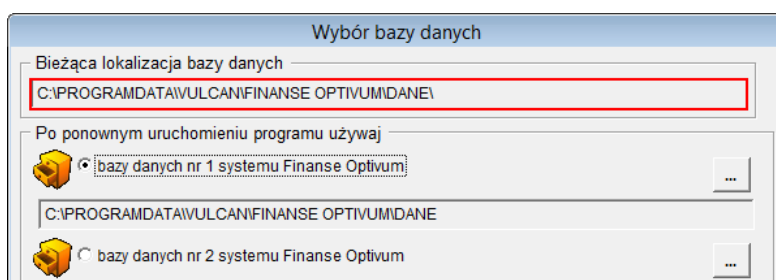 Wybór bazy danych
Bieżąca lokalizacja bazy danych
C:\PROGRAMDATA\VULCAN\FINANSE OPTIVUM\DANE\
Po ponownym uruchomieniu programu używaj
bazy danych nr 1 systemu Finanse Optivum
...
C:\PROGRAMDATA\VULCAN\FINANSE OPTIVUM\DANE
bazy danych nr 2 systemu Finanse Optivum
...